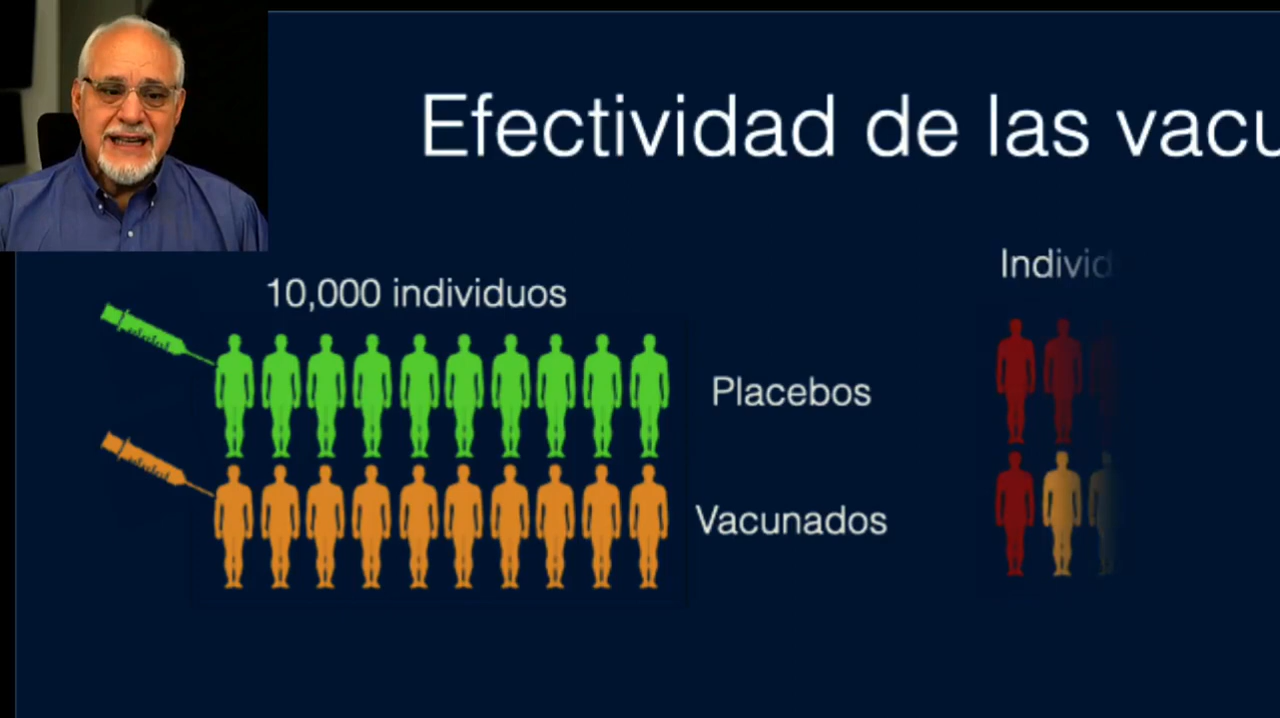 Efectividad de las vacu
10,000 individuos
Individ
Placebos
Vacunados